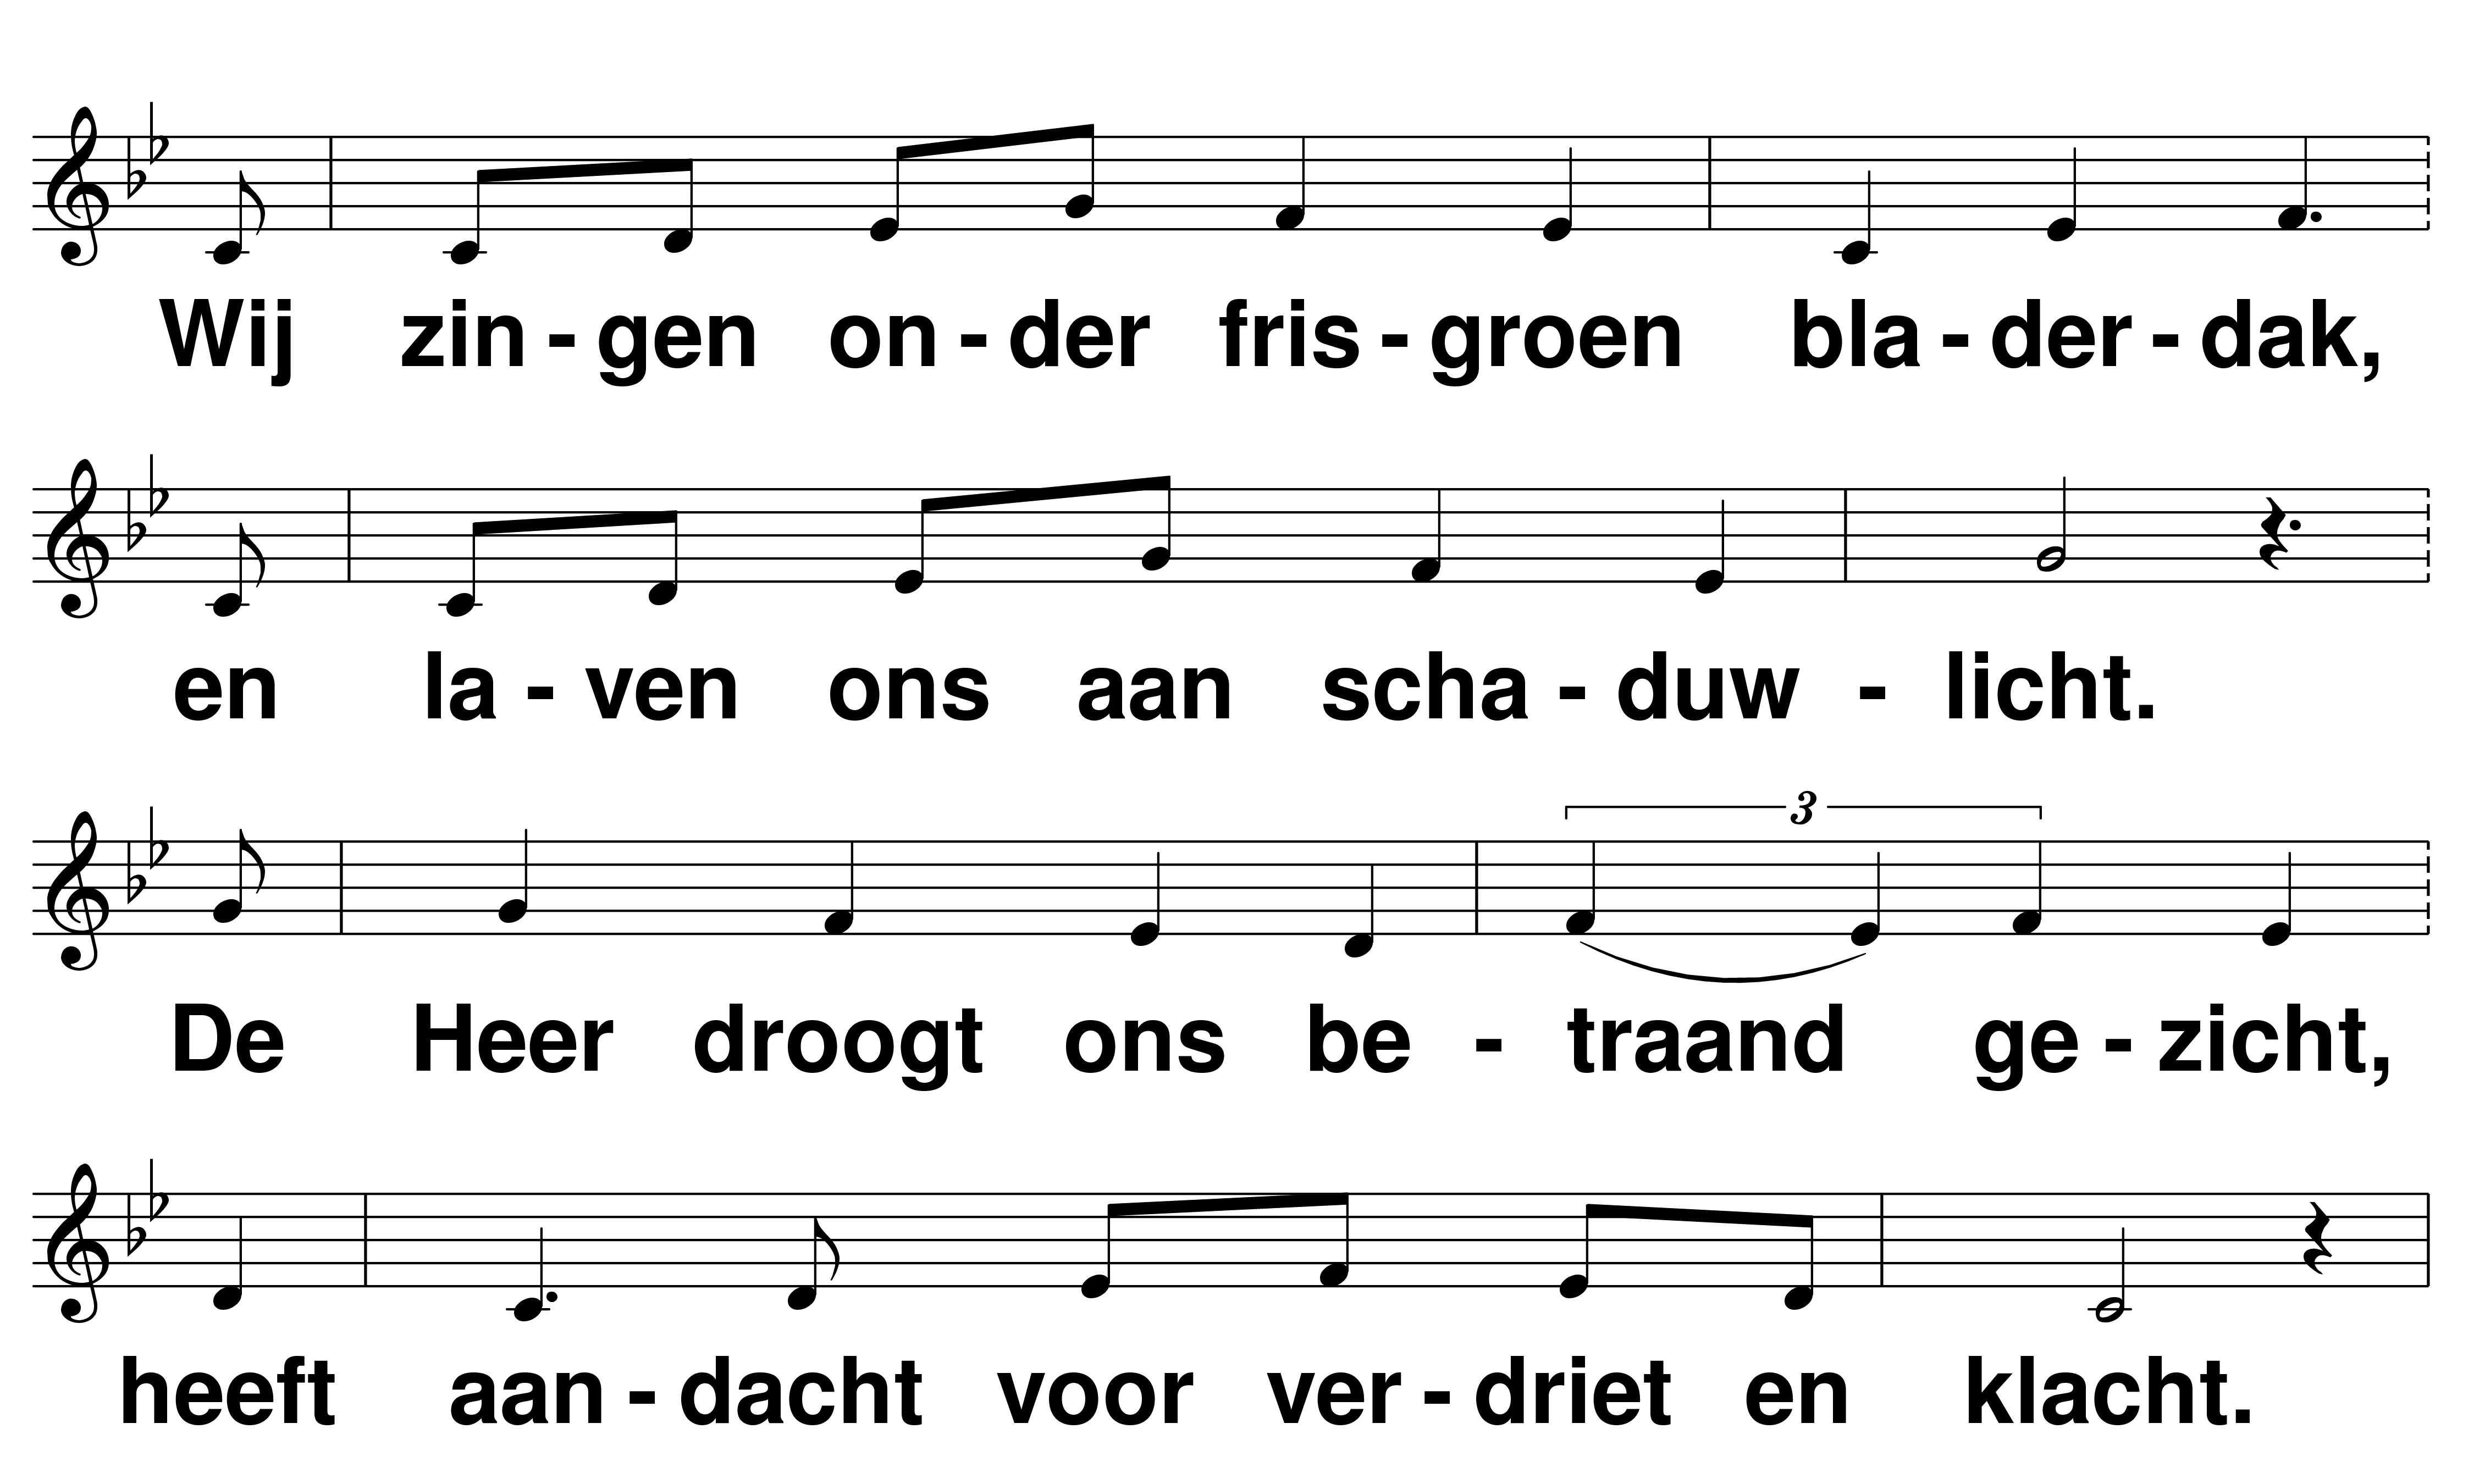 Wij zin-gen on-der fris-groen bla-der-dak,
en la-ven ons aan scha-duw-licht.
3
De Heer droogt ons be-traand ge-zicht,
heeft aan-dacht voor ver-driet en klacht.